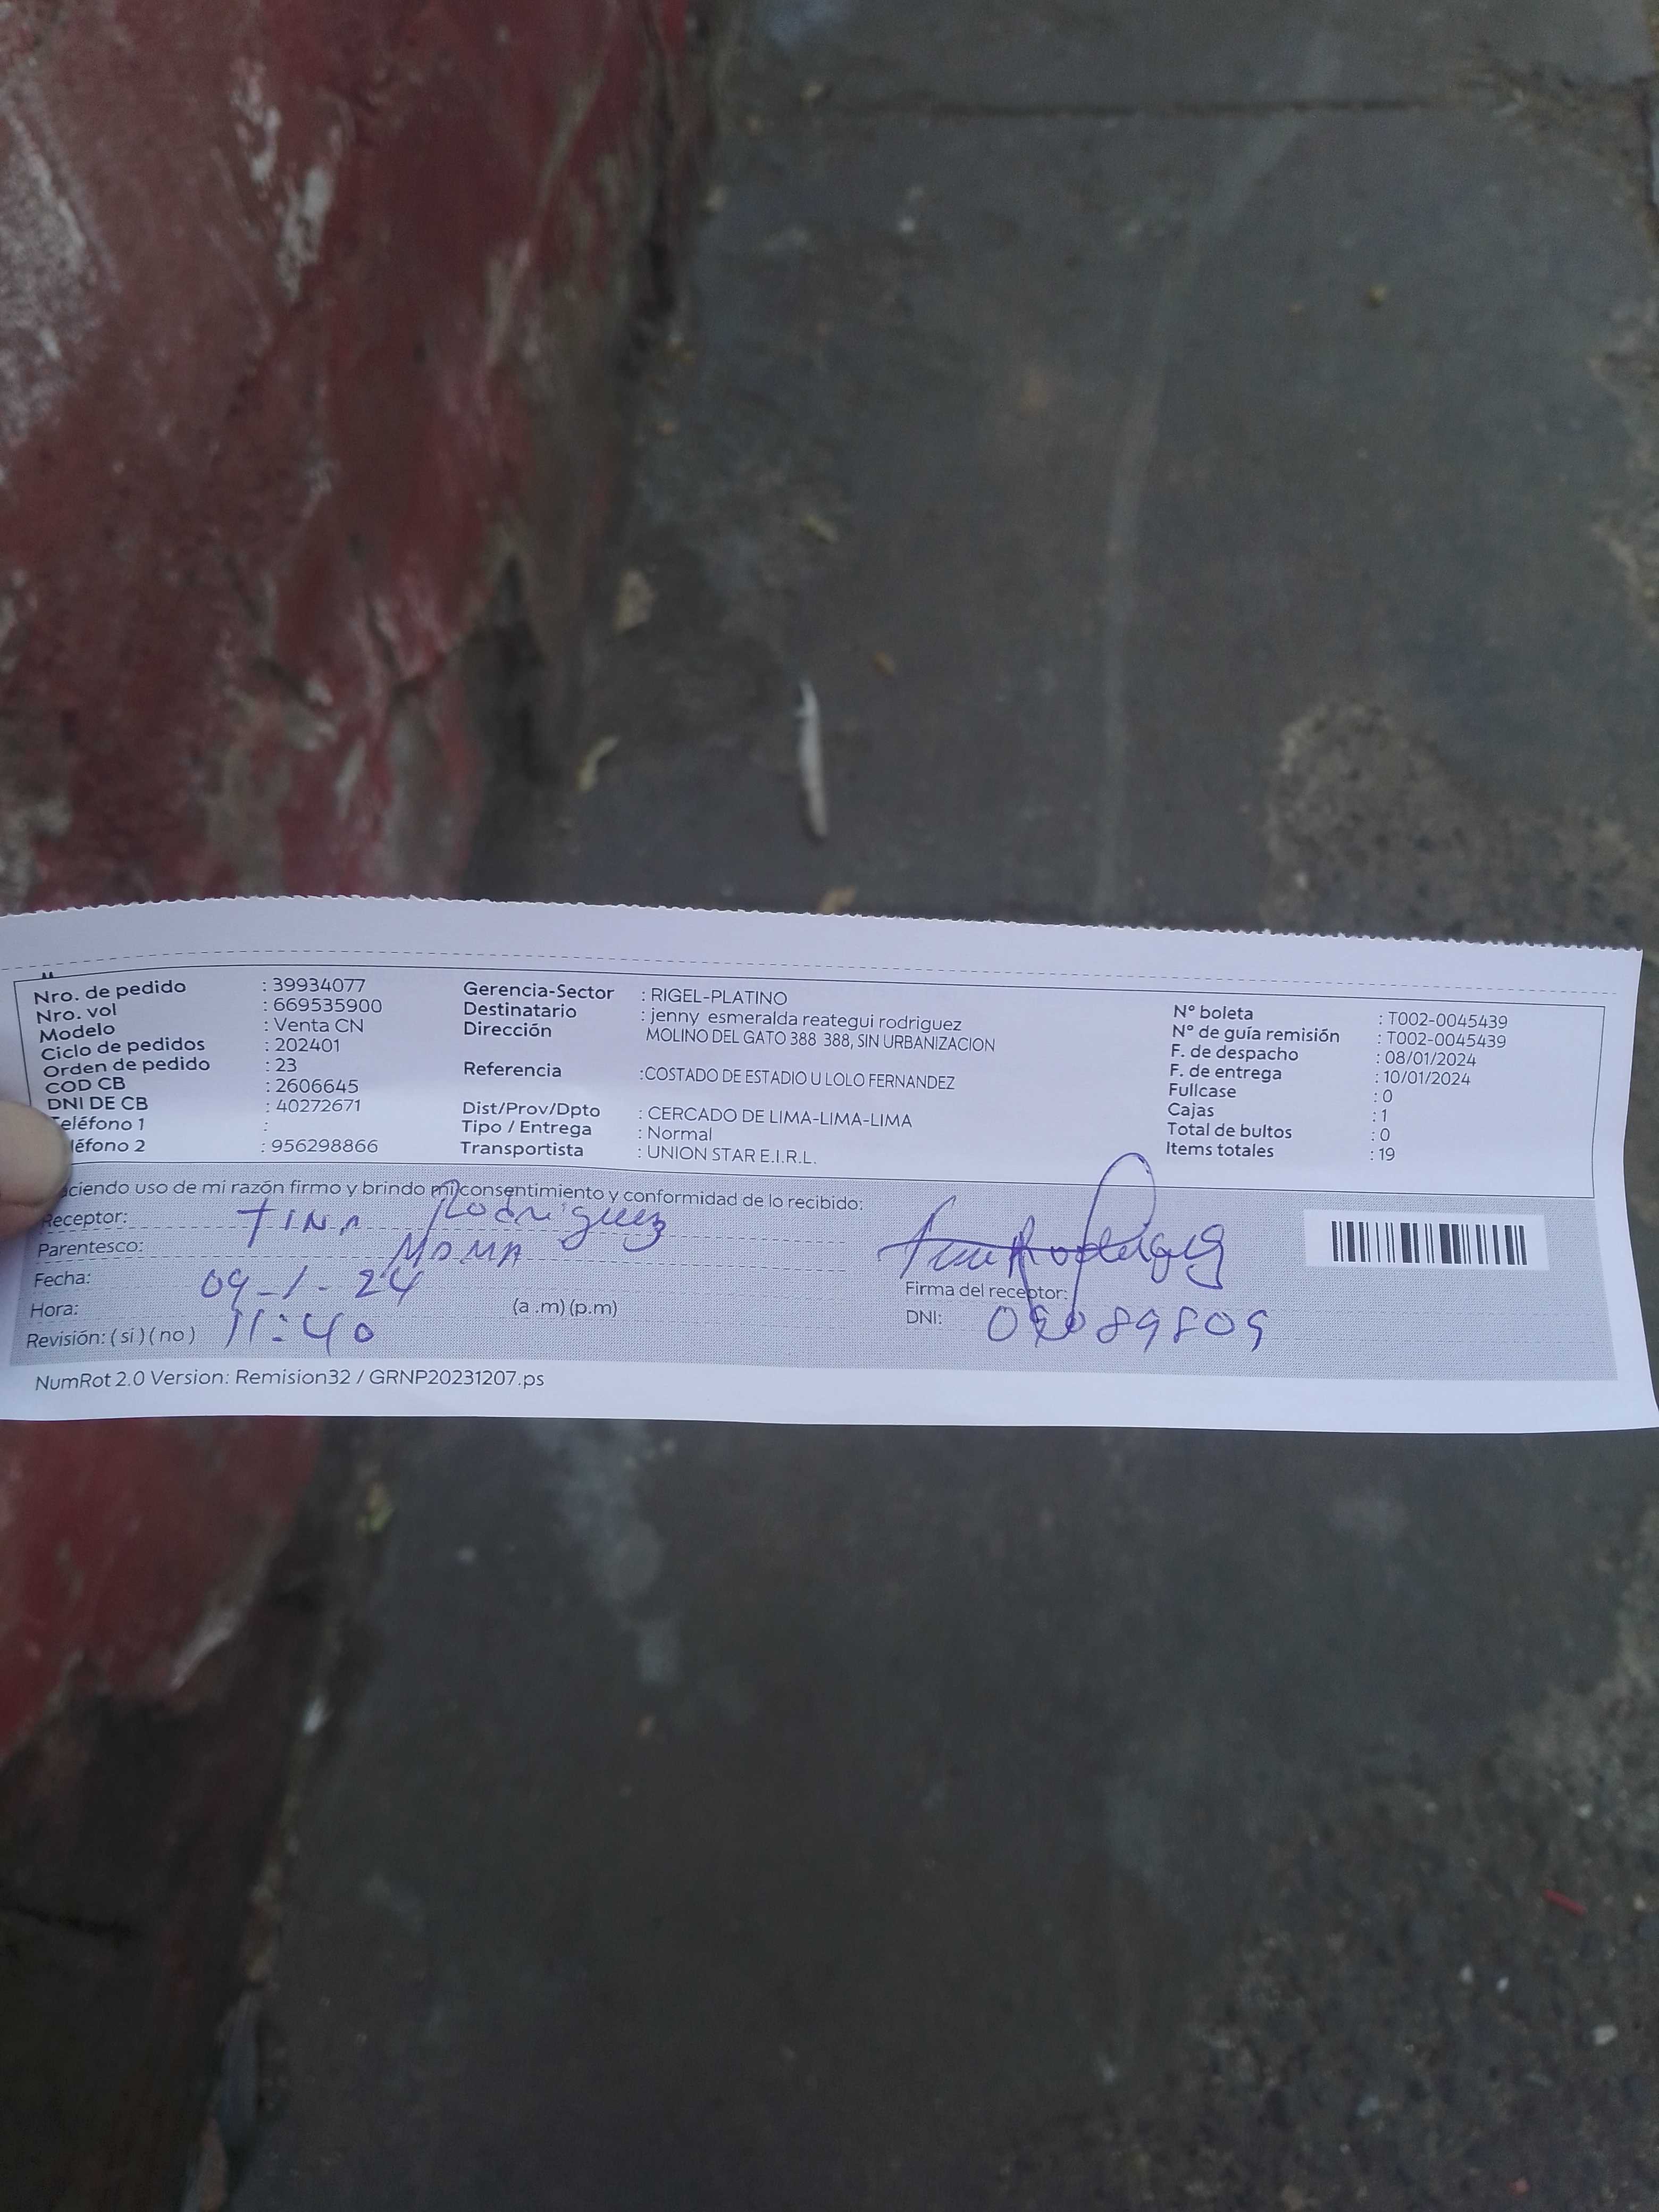 Nro. de pedido : 39934077
Nro. vol : 669535900
Modelo : Venta CN
Ciclo de pedidos : 202401
Orden de pedido : 23
COD CB : 2606645
DNI DE CB : 40272671
eléfono 1 :
léfono 2 : 956298866
Gerencia-Sector : RIGEL-PLATINO
Destinatario : jenny esmeralda reategui rodriguez
Dirección MOLINO DEL GATO 388 388, SIN URBANIZACION
Referencia :COSTADO DE ESTADIO U LOLO FERNANDEZ
Dist/Prov/Dpto : CERCADO DE LIMA-LIMA-LIMA
Tipo / Entrega : Normal
Transportista : UNION STAR E.I.R.L.
N° boleta : T002-0045439
N° de guía remisión : T002-0045439
F. de despacho : 08/01/2024
F. de entrega : 10/01/2024
Fullcase : 0
Cajas : 1
Total de bultos : 0
Items totales : 19
aciendo uso de mi razón firmo y brindo mi consentimiento y conformidad de lo recibido:
Receptor: TINA Rodriguez
Parentesco: MAMA
Fecha: 09-1-24
Hora: 11:40 (a .m) (p.m)
Revisión: ( si ) ( no )
Firma del receptor:
DNI: 09089809
NumRot 2.0 Version: Remision32 / GRNP20231207.ps